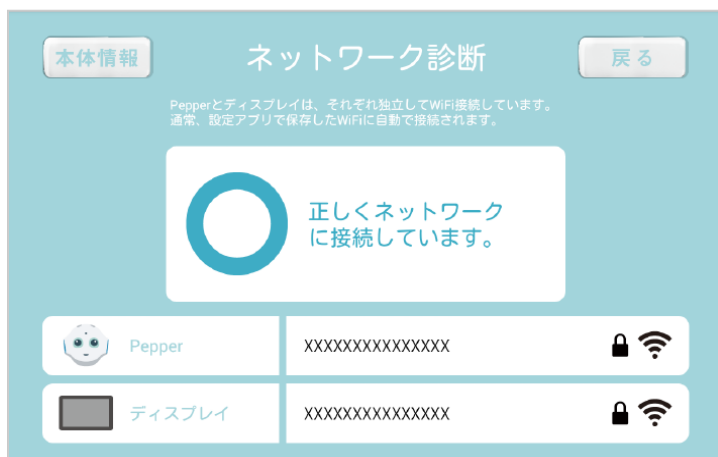 本体情報
ネットワーク診断
戻る
Pepperとディスプレイは、それぞれ独立してWiFi接続しています。
通常、設定アプリで保存したWiFiに自動で接続されます。
正しくネットワーク
に接続しています。
Pepper
XXXXXXXXXXXXXXX
ディスプレイ
XXXXXXXXXXXXXXX